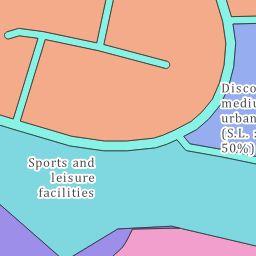 Disco
mediu
urban
(S.L. :
50%)
Sports and
leisure
facilities